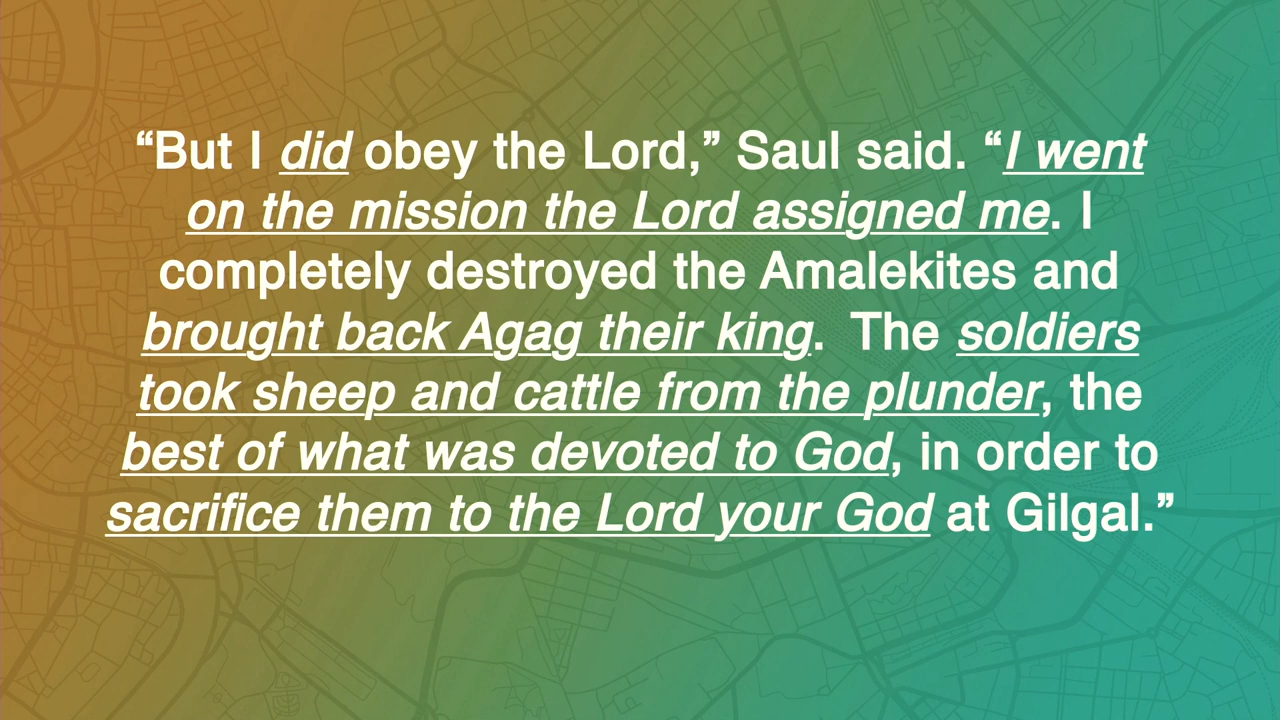 “But I did obey the Lord,” Saul said. “I went
on the mission the Lord assigned me. I
completely destroyed the Amalekites and
brought back Agag their king.  The soldiers
took sheep and cattle from the plunder, the
best of what was devoted to God, in order to
sacrifice them to the Lord your God at Gilgal.”